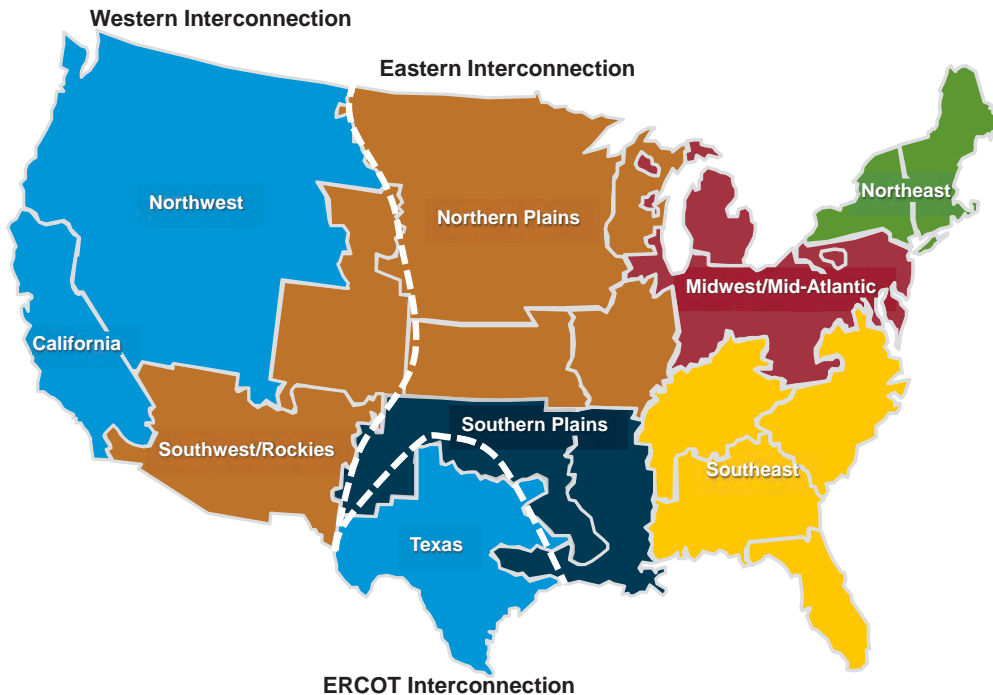 Western Interconnection
Eastern Interconnection
Northwest
Northern Plains
Northeast
Midwest/Mid-Atlantic
California
Southern Plains
Southwest/Rockies
Southeast
Texas
ERCOT Interconnection